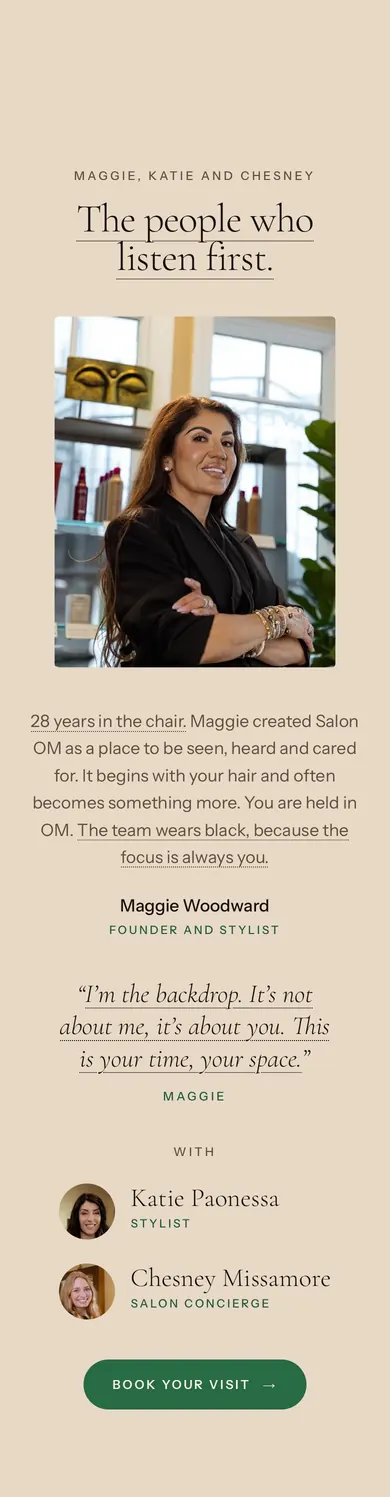 MAGGIE, KATIE AND CHESNEY
The people who
listen first.
28 years in the chair. Maggie created Salon
OM as a place to be seen, heard and cared
for. It begins with your hair and often
becomes something more. You are held in
OM. The team wears black, because the
focus is always you.
Maggie Woodward
FOUNDER AND STYLIST
“I’m the backdrop. It’s not
about me, it’s about you. This
is your time, your space.”
MAGGIE
WITH
Katie Paonessa
STYLIST
Chesney Missamore
SALON CONCIERGE
BOOK YOUR VISIT →